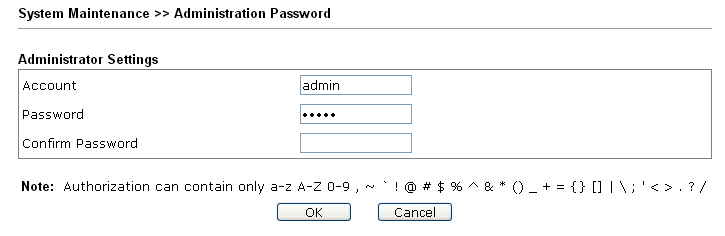 System Maintenance >> Administration Password
Administrator Settings
Account admin
Password •••••
Confirm Password
Note: Authorization can contain only a-z A-Z 0-9 , ~ ` ! @ # $ % ^ & * () _ + = {} [] | \ ; ' < > . ? /
OK Cancel